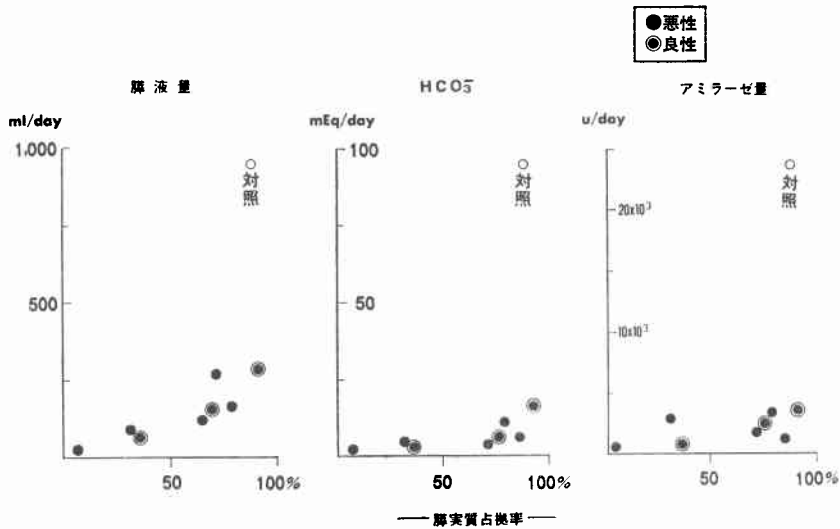 ●悪性
◉良性
膵液量
ml/day
1,000
500
50
100%
対照
HCO₃⁻
mEq/day
100
50
50
100%
対照
アミラーゼ量
u/day
20x10³
10x10³
50
100%
対照
膵実質占拠率